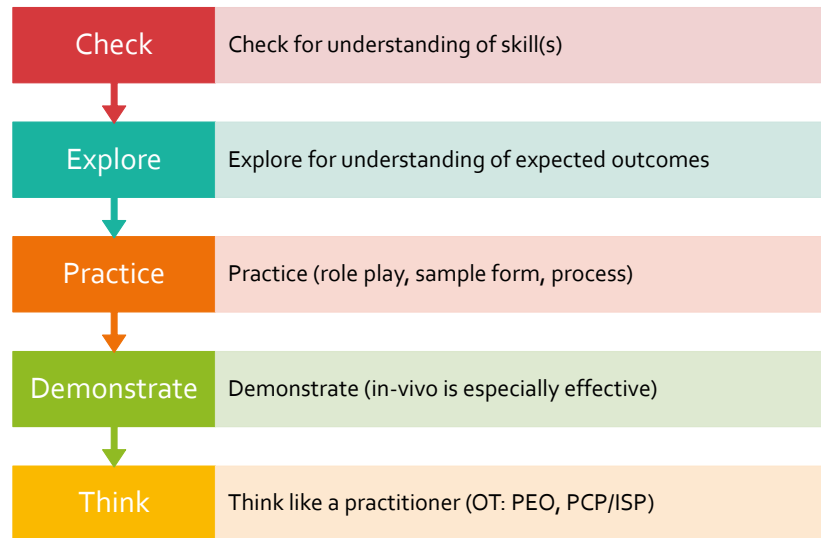 Check
Check for understanding of skill(s)
Explore
Explore for understanding of expected outcomes
Practice
Practice (role play, sample form, process)
Demonstrate
Demonstrate (in-vivo is especially effective)
Think
Think like a practitioner (OT: PEO, PCP/ISP)